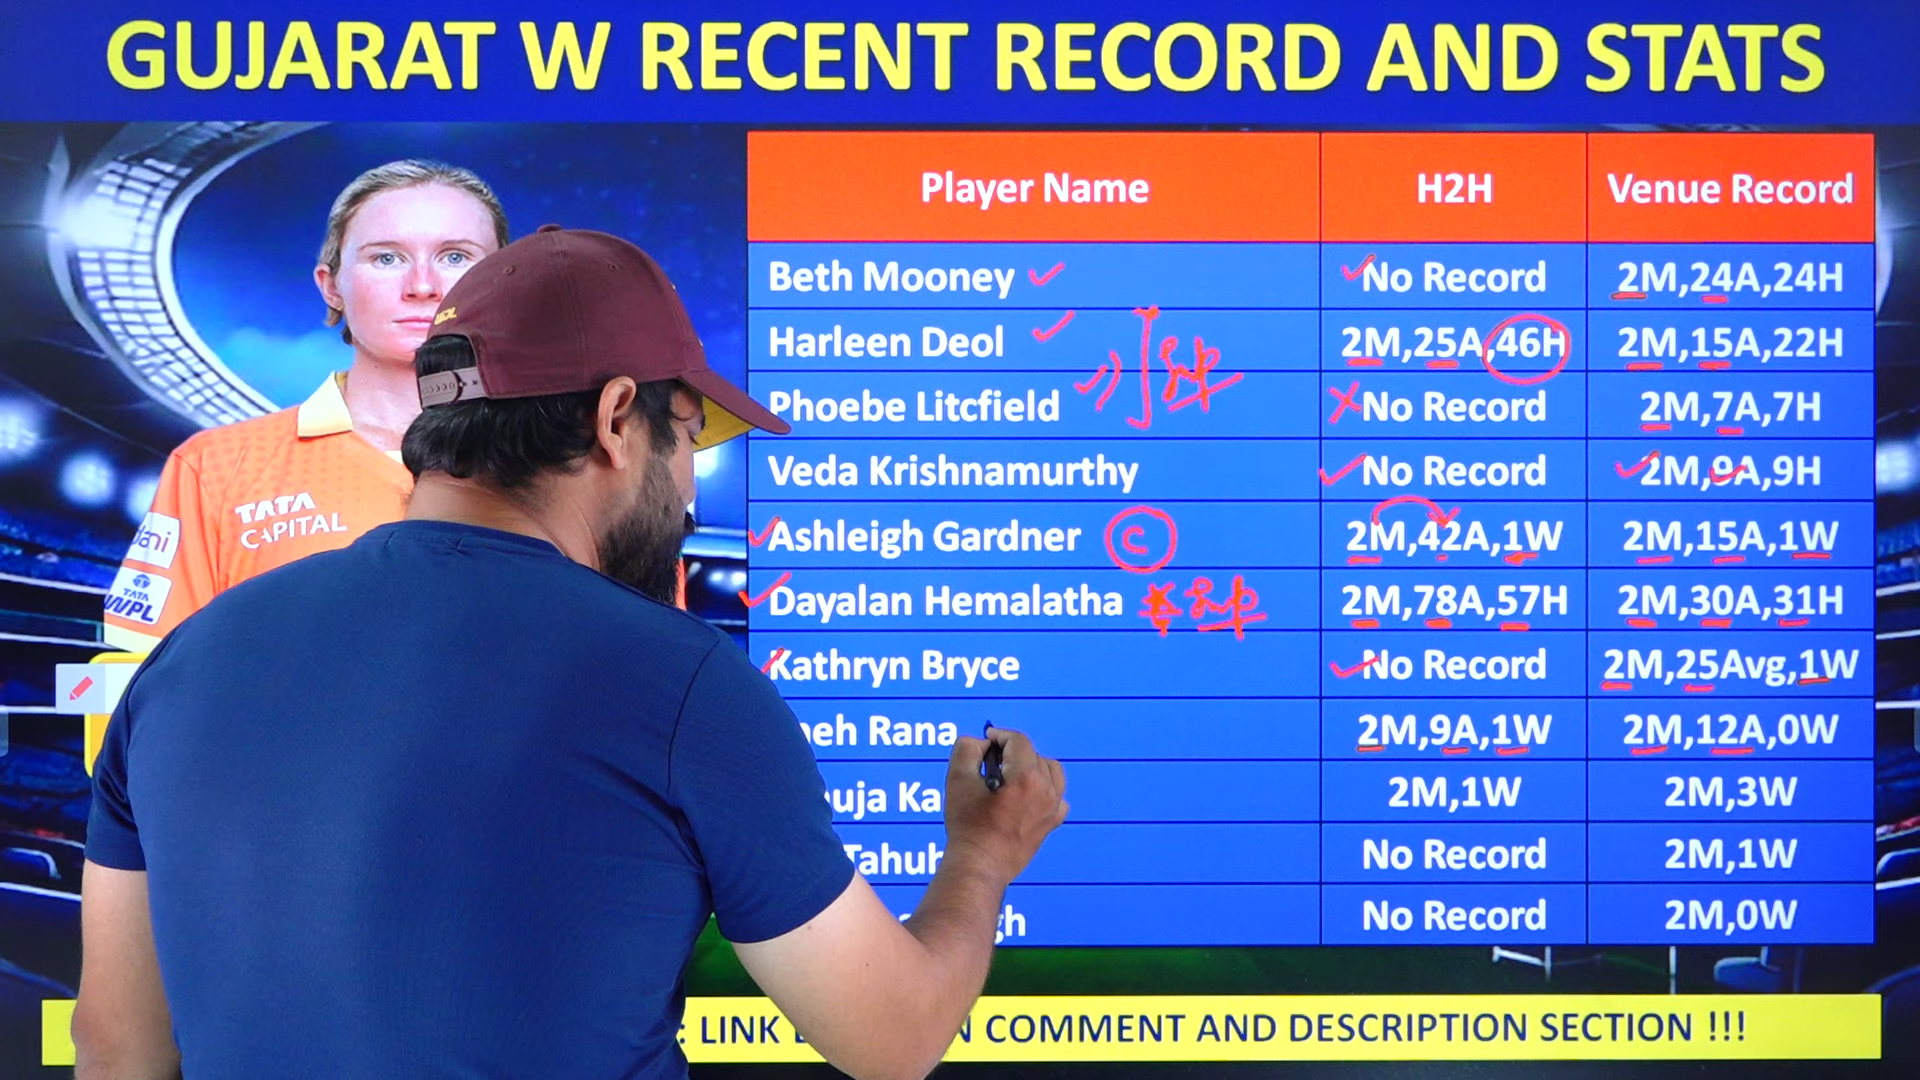 GUJARAT W RECENT RECORD AND STATS
Player Name H2H Venue Record
Beth Mooney No Record 2M,24A,24H
Harleen Deol 2M,25A,46H 2M,15A,22H
Phoebe Litcfield No Record 2M,7A,7H
Veda Krishnamurthy No Record 2M,9A,9H
Ashleigh Gardner C 2M,42A,1W 2M,15A,1W
Dayalan Hemalatha 2M,78A,57H 2M,30A,31H
Kathryn Bryce No Record 2M,25Avg,1W
Rana 2M,9A,1W 2M,12A,0W
2M,1W 2M,3W
No Record 2M,1W
No Record 2M,0W
TATA
CAPITAL
TATA
WPL
: LINK COMMENT AND DESCRIPTION SECTION !!!